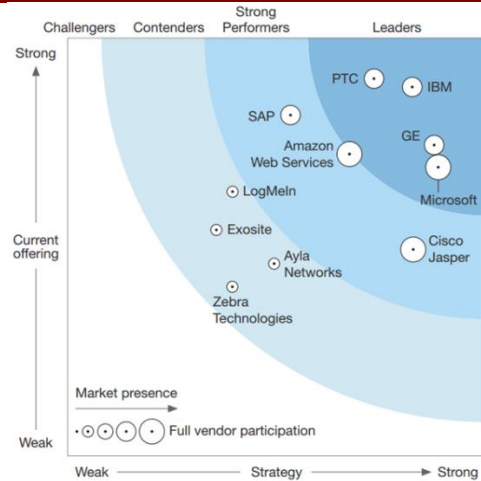 Challengers Contenders Strong Performers Leaders
Strong
PTC
IBM
SAP
GE
Amazon
Web Services
Microsoft
LogMeIn
Exosite
Cisco
Jasper
Current
offering
Ayla
Networks
Zebra
Technologies
Market presence
Full vendor participation
Weak
Weak Strategy Strong